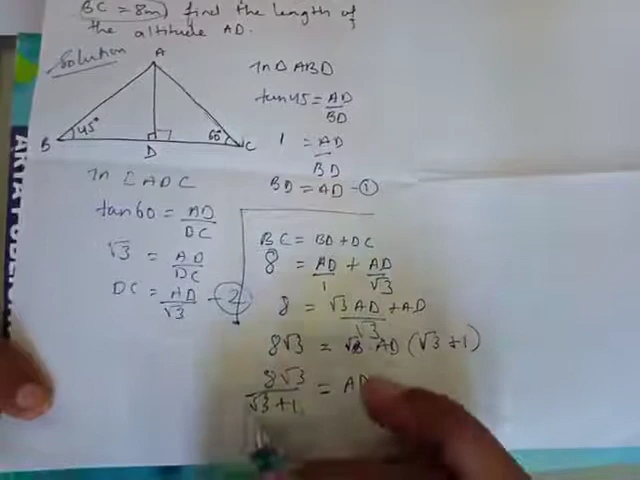 BC = 8m) find the length of
the altitude AD.
Solution
A
B
45°
D
60°
C
In △ ABD
tan45 = AD/BD
1 = AD/BD
BD = AD - ①
In △ ADC
tan60 = AD/DC
√3 = AD/DC
DC = AD/√3 - ②
BC = BD + DC
8 = AD/1 + AD/√3
8 = √3 AD + AD/√3
8√3 = AD (√3 + 1)
8√3/√3 + 1 = AD